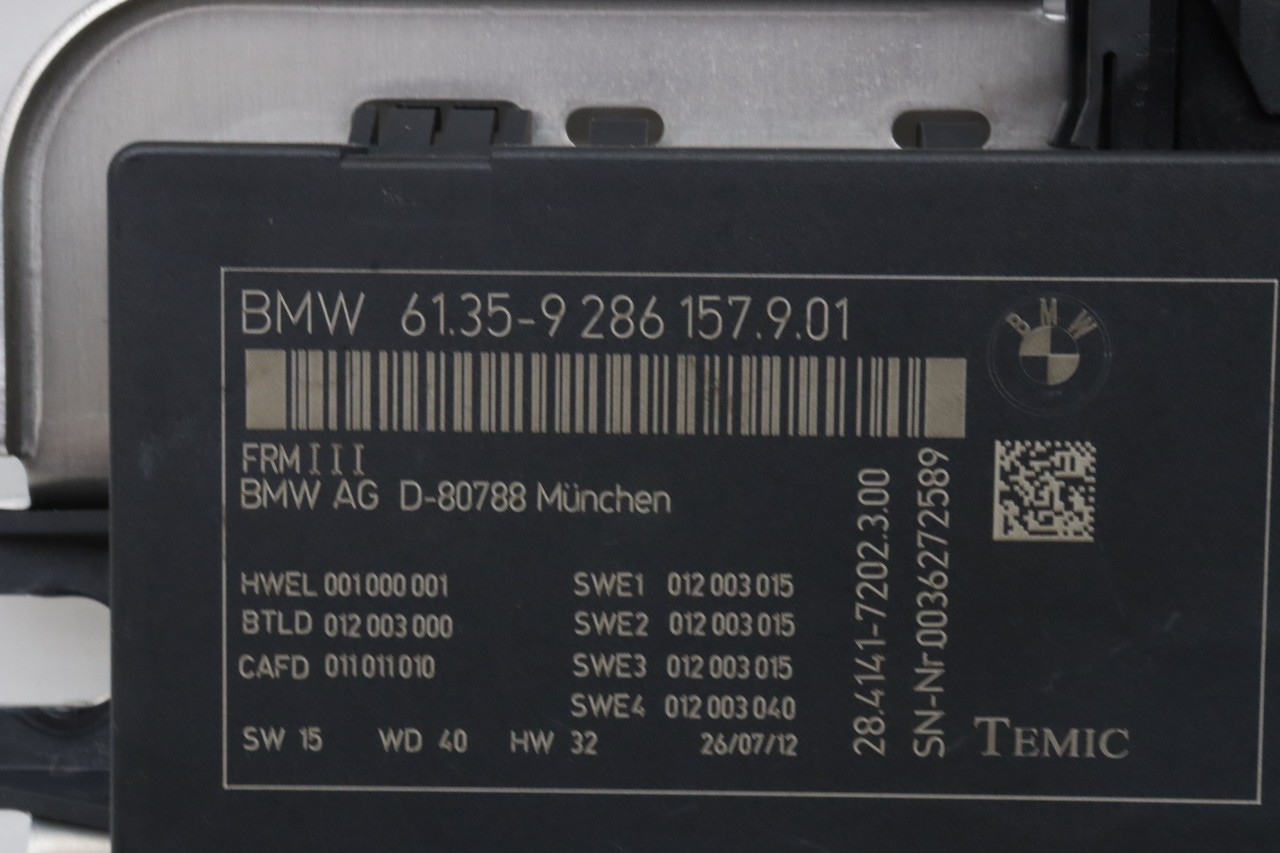 BMW 61.35-9 286 157.9.01
BMW
FRM III
BMW AG D-80788 München
HWEL 001 000 001 SWE1 012 003 015
BTLD 012 003 000 SWE2 012 003 015
CAFD 011 011 010 SWE3 012 003 015
SWE4 012 003 040
SW 15 WD 40 HW 32 26/07/12
28.4141-7202.3.00
SN-Nr0036272589
TEMIC